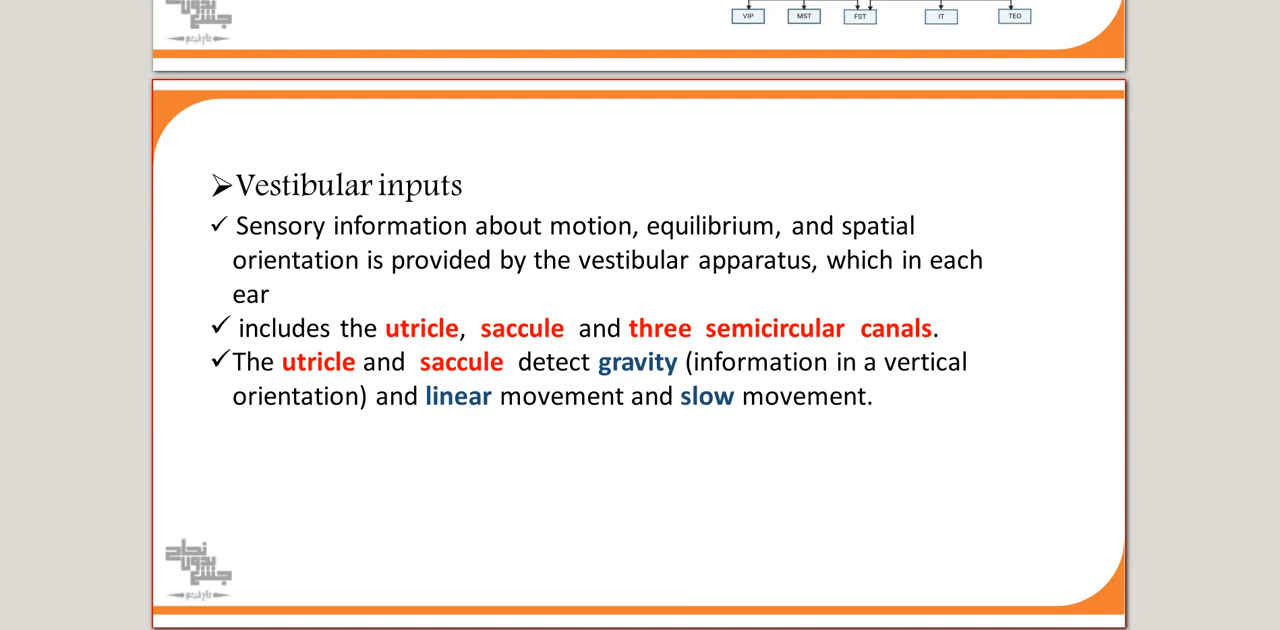 VIP MST FST IT TEO
➢Vestibular inputs
✓ Sensory information about motion, equilibrium, and spatial
orientation is provided by the vestibular apparatus, which in each
ear
✓ includes the utricle, saccule and three semicircular canals.
✓The utricle and saccule detect gravity (information in a vertical
orientation) and linear movement and slow movement.